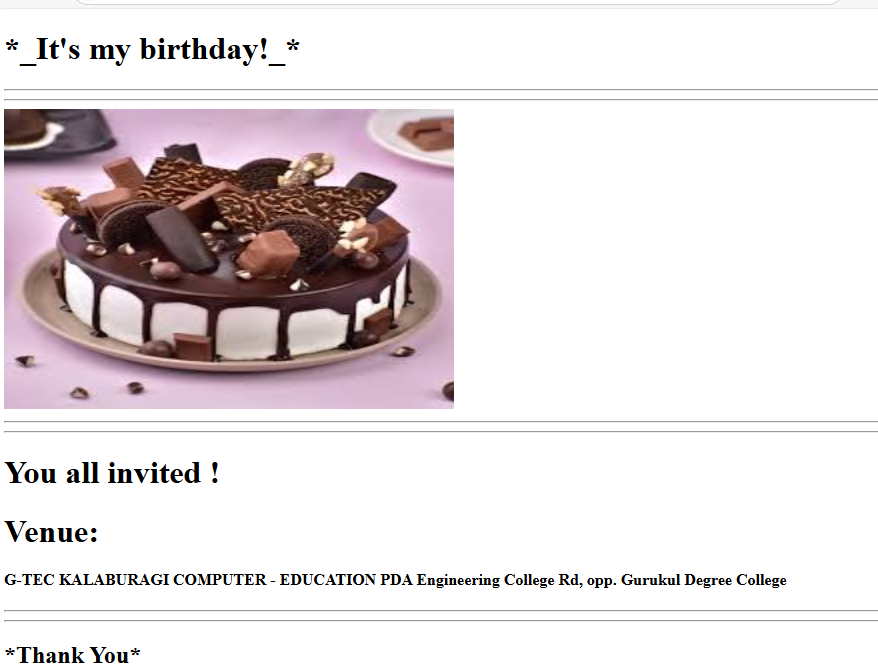 *_It's my birthday!_*
You all invited !
Venue:
G-TEC KALABURAGI COMPUTER - EDUCATION PDA Engineering College Rd, opp. Gurukul Degree College
*Thank You*